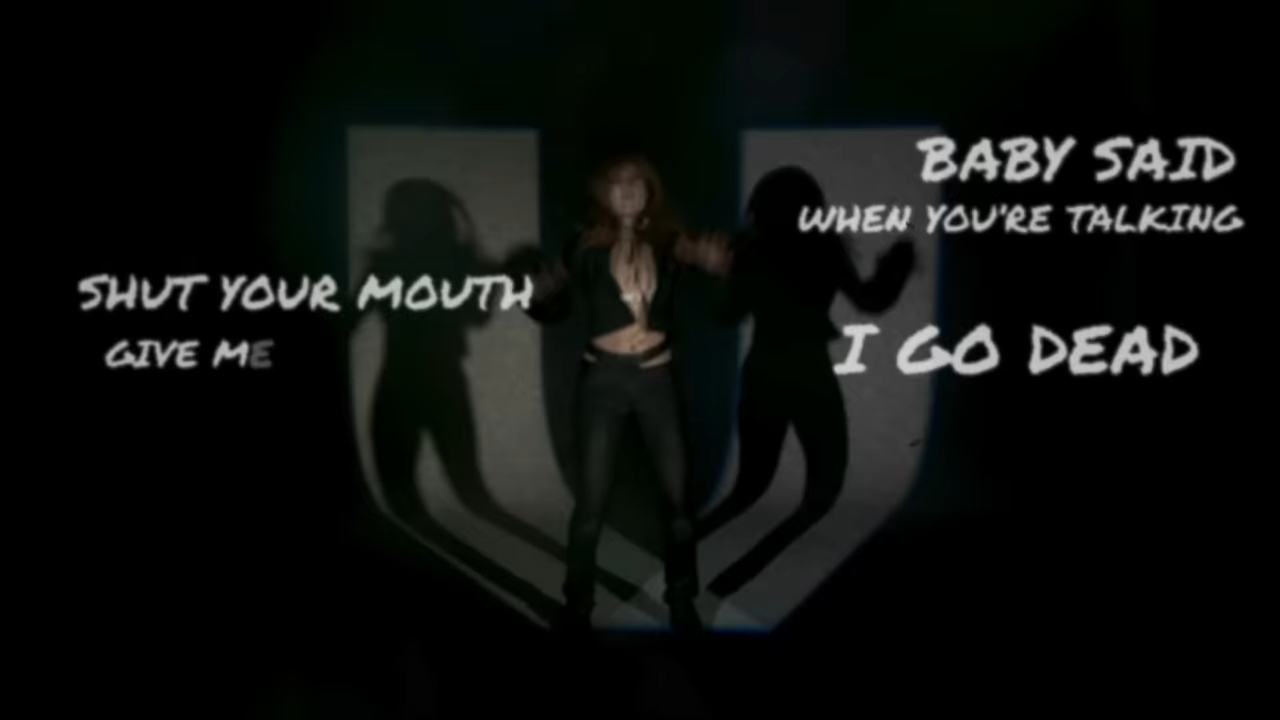 BABY SAID
WHEN YOU'RE TALKING
I GO DEAD
SHUT YOUR MOUTH
GIVE ME